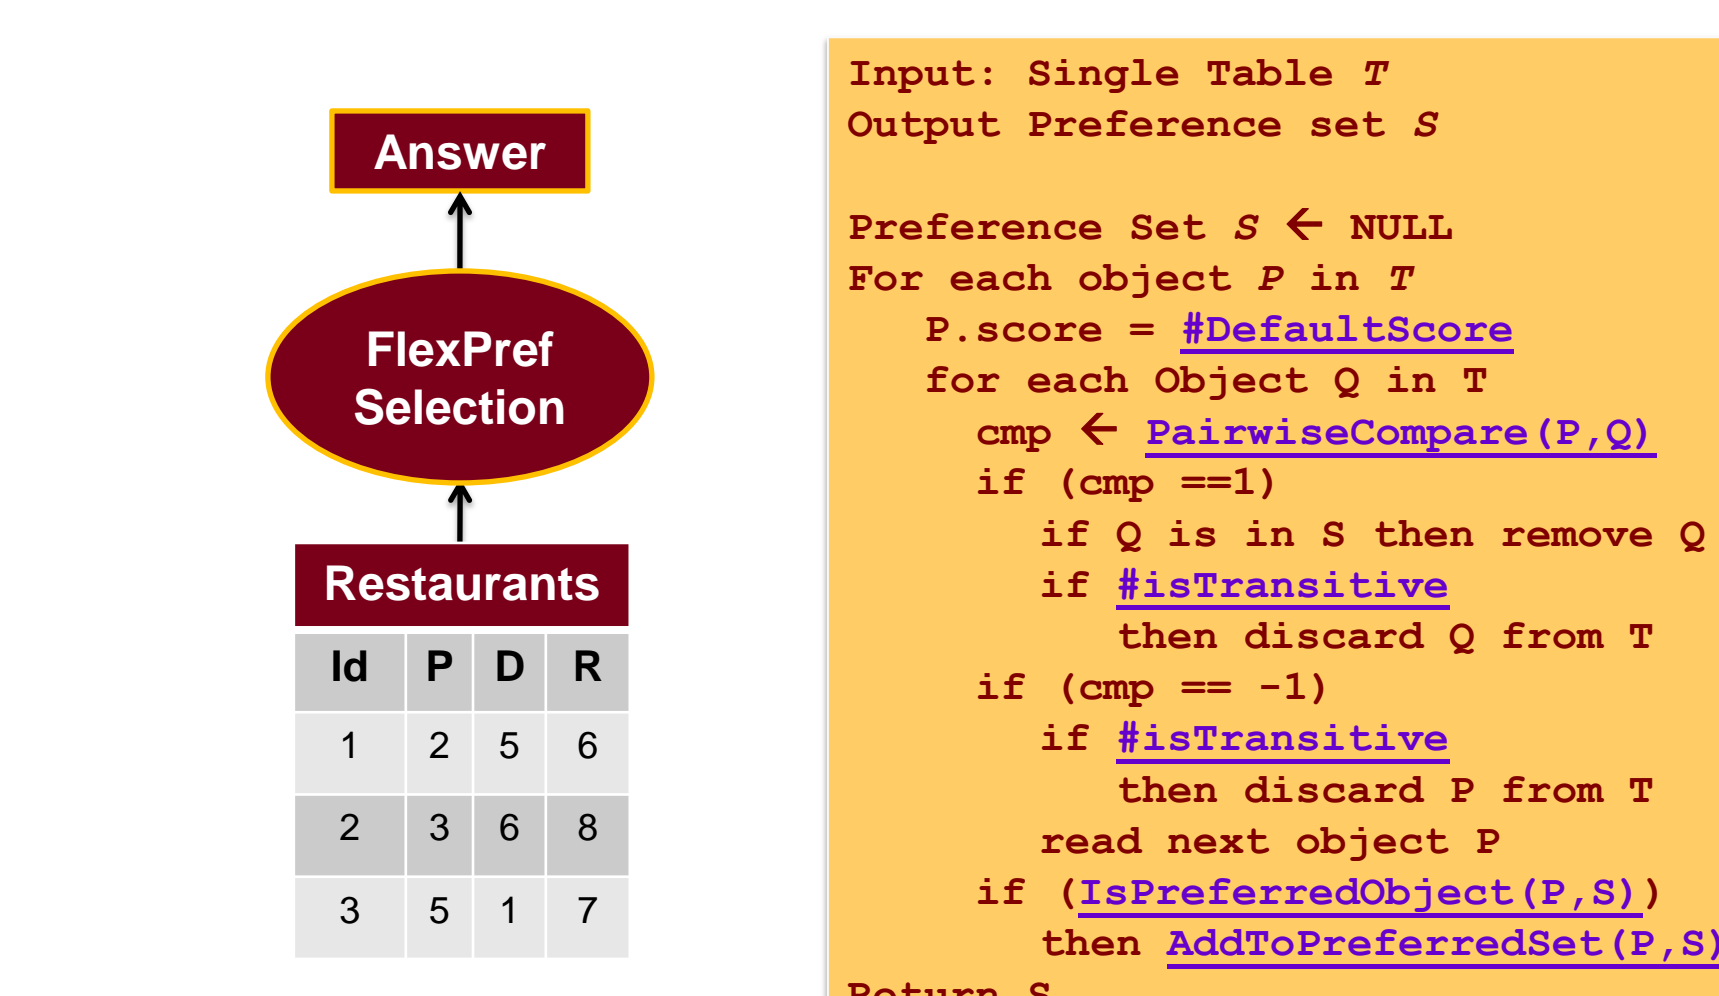 Answer
FlexPref
Selection
Restaurants
Id P D R
1 2 5 6
2 3 6 8
3 5 1 7
Input: Single Table T
Output Preference set S
Preference Set S ← NULL
For each object P in T
P.score = #DefaultScore
for each Object Q in T
cmp ← PairwiseCompare(P,Q)
if (cmp ==1)
if Q is in S then remove Q
if #isTransitive
then discard Q from T
if (cmp == -1)
if #isTransitive
then discard P from T
read next object P
if (IsPreferredObject(P,S))
then AddToPreferredSet(P,S)
Return S